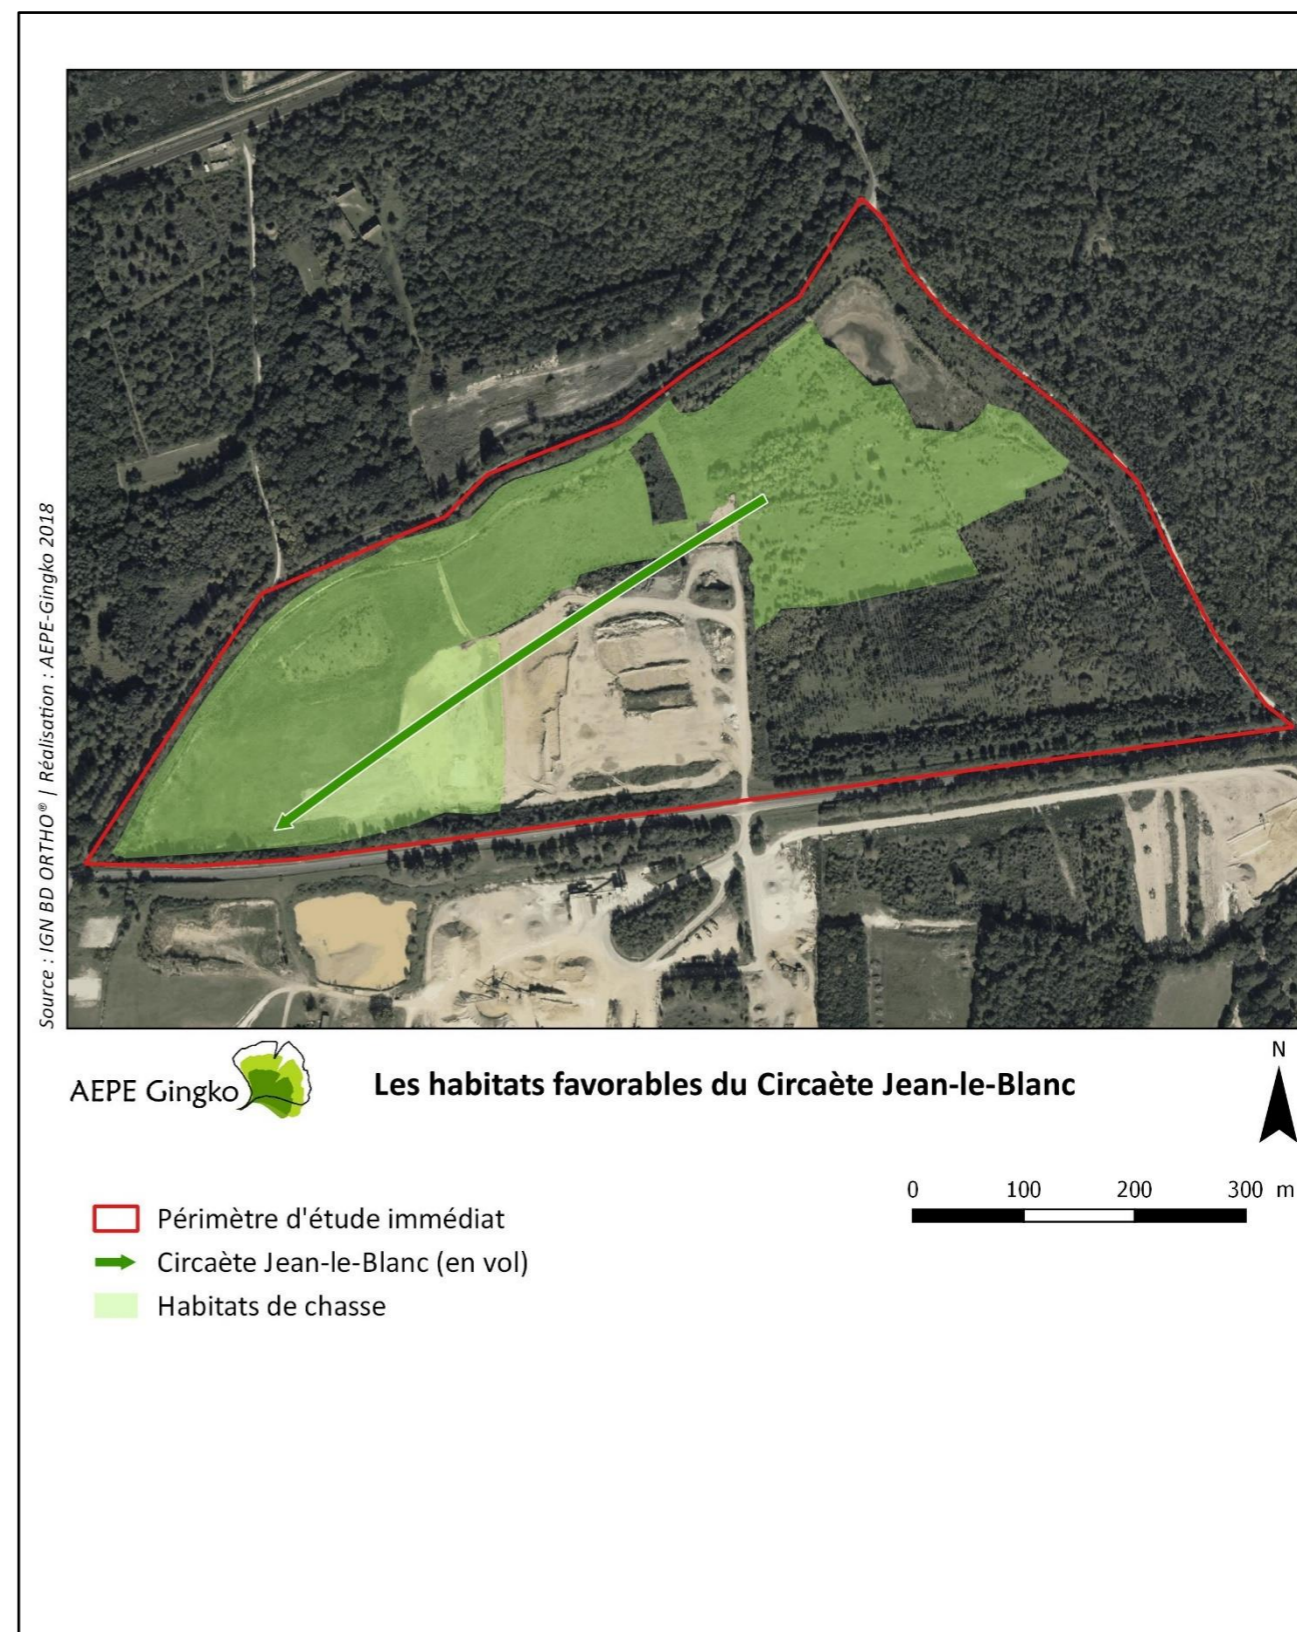 Source : IGN BD ORTHO® | Réalisation : AEPE-Gingko 2018
AEPE Gingko
Les habitats favorables du Circaète Jean-le-Blanc
N
0 100 200 300 m
Périmètre d'étude immédiat
Circaète Jean-le-Blanc (en vol)
Habitats de chasse